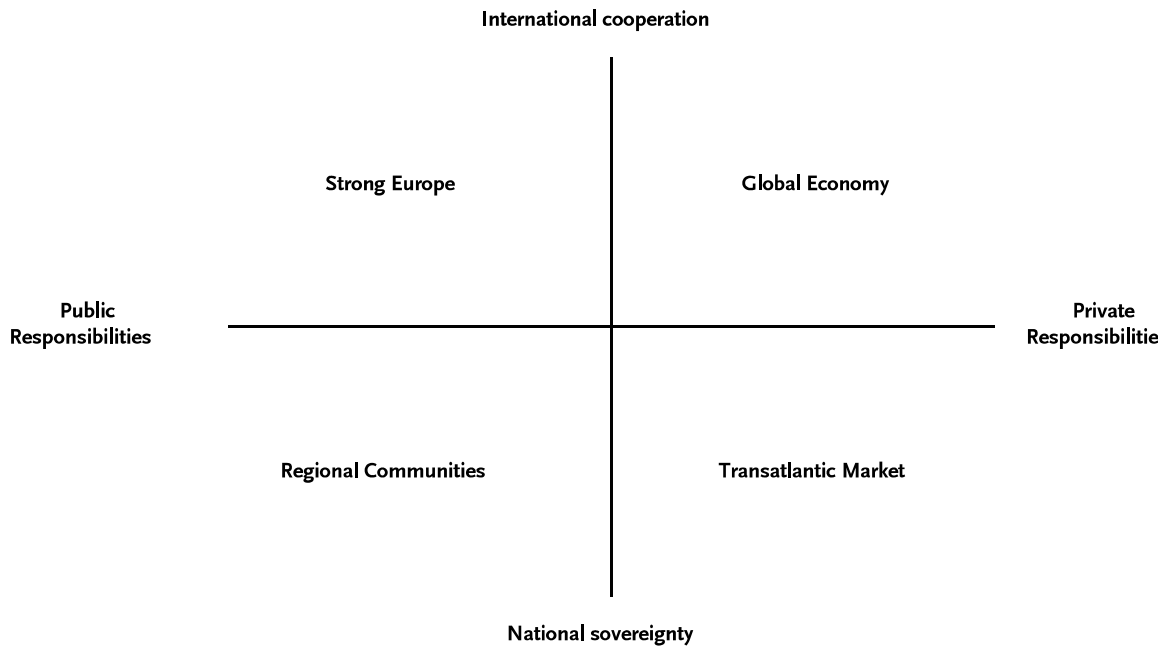 International cooperation
Strong Europe
Global Economy
Public
Responsibilities
Private
Responsibilitie
Regional Communities
Transatlantic Market
National sovereignty